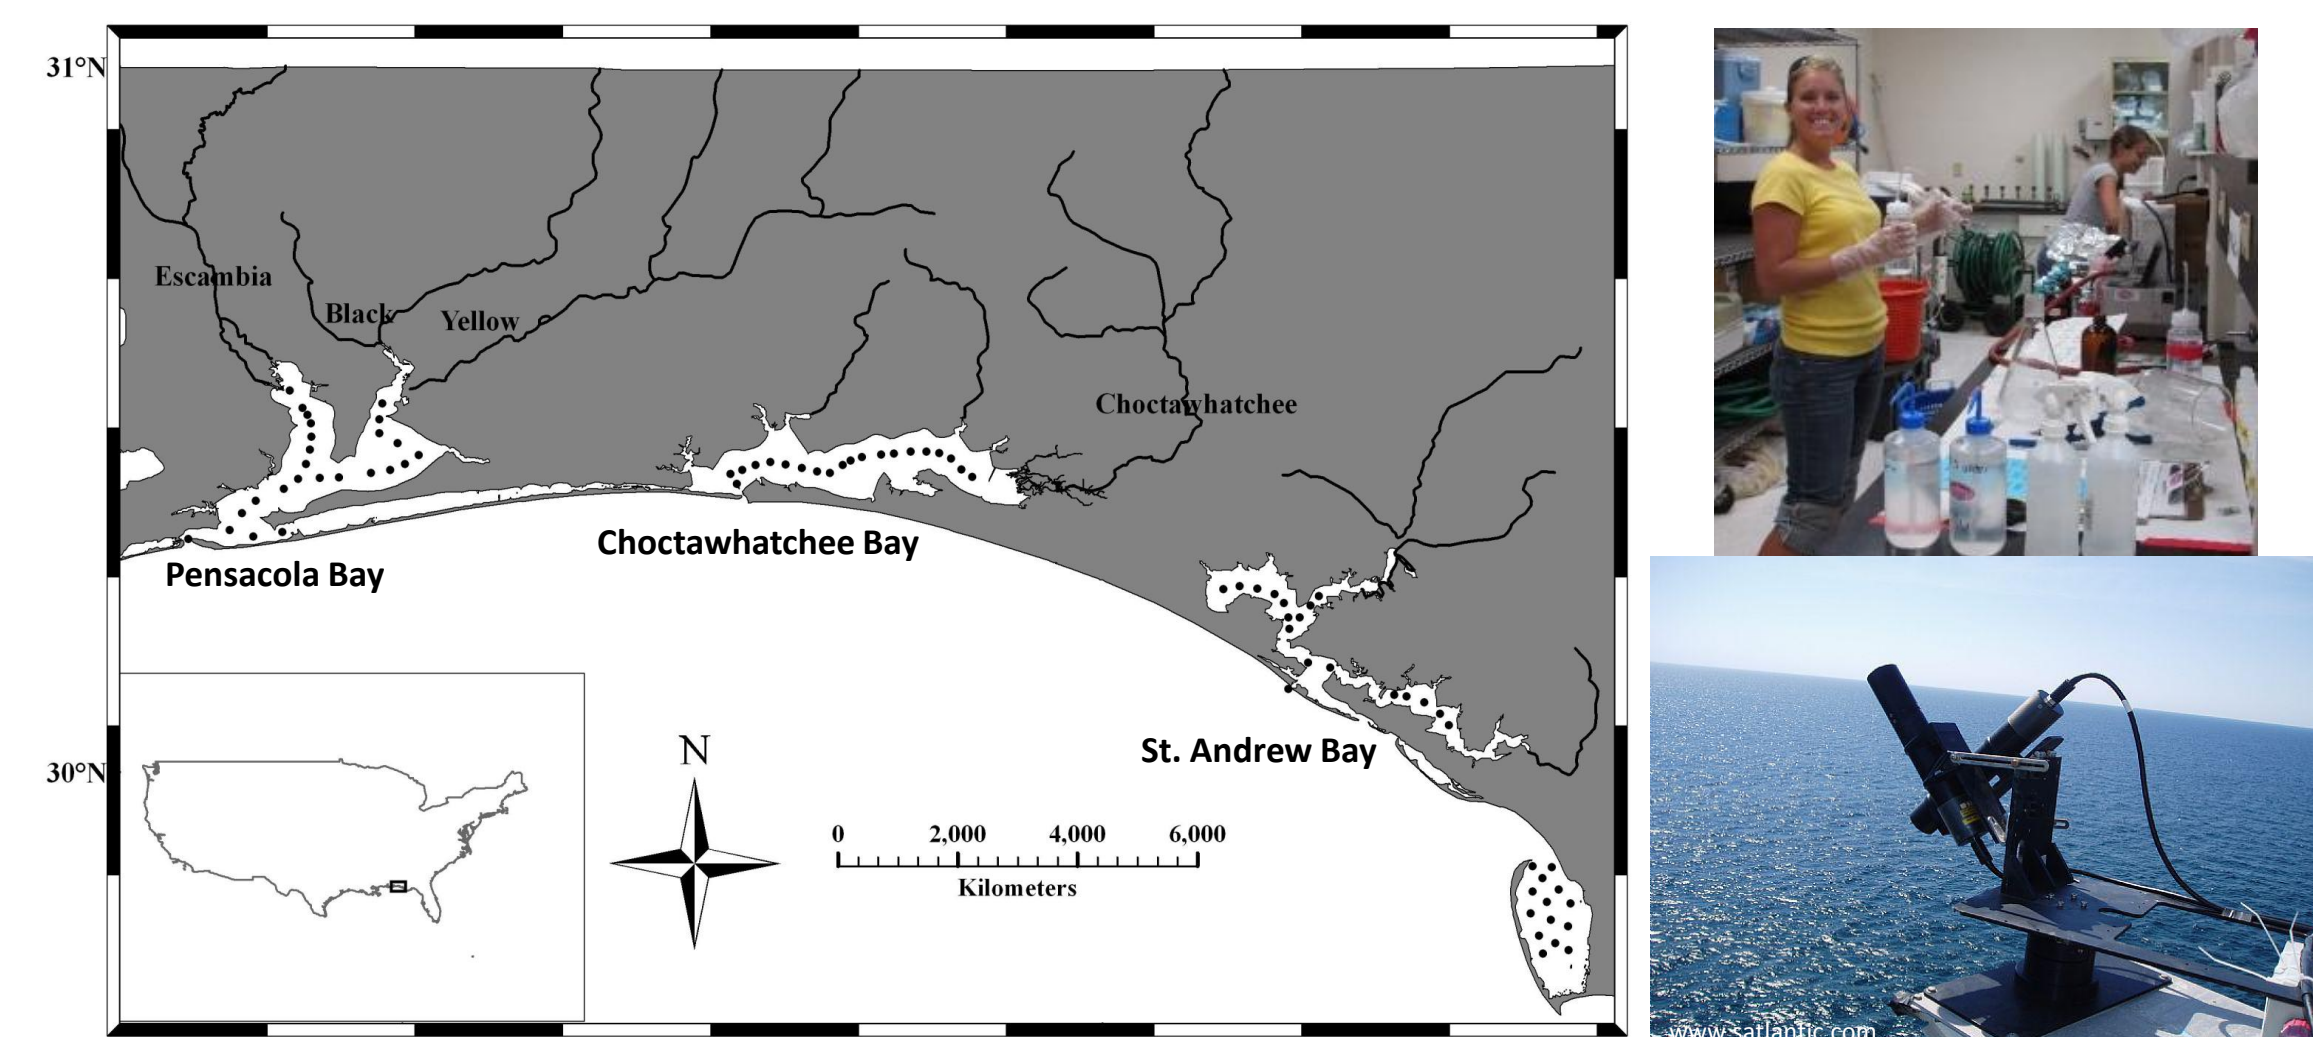 31°N
Escambia
Black
Yellow
Choctawhatchee
Choctawhatchee Bay
Pensacola Bay
St. Andrew Bay
30°N
N
0 2,000 4,000 6,000
Kilometers
www.satlantic.com